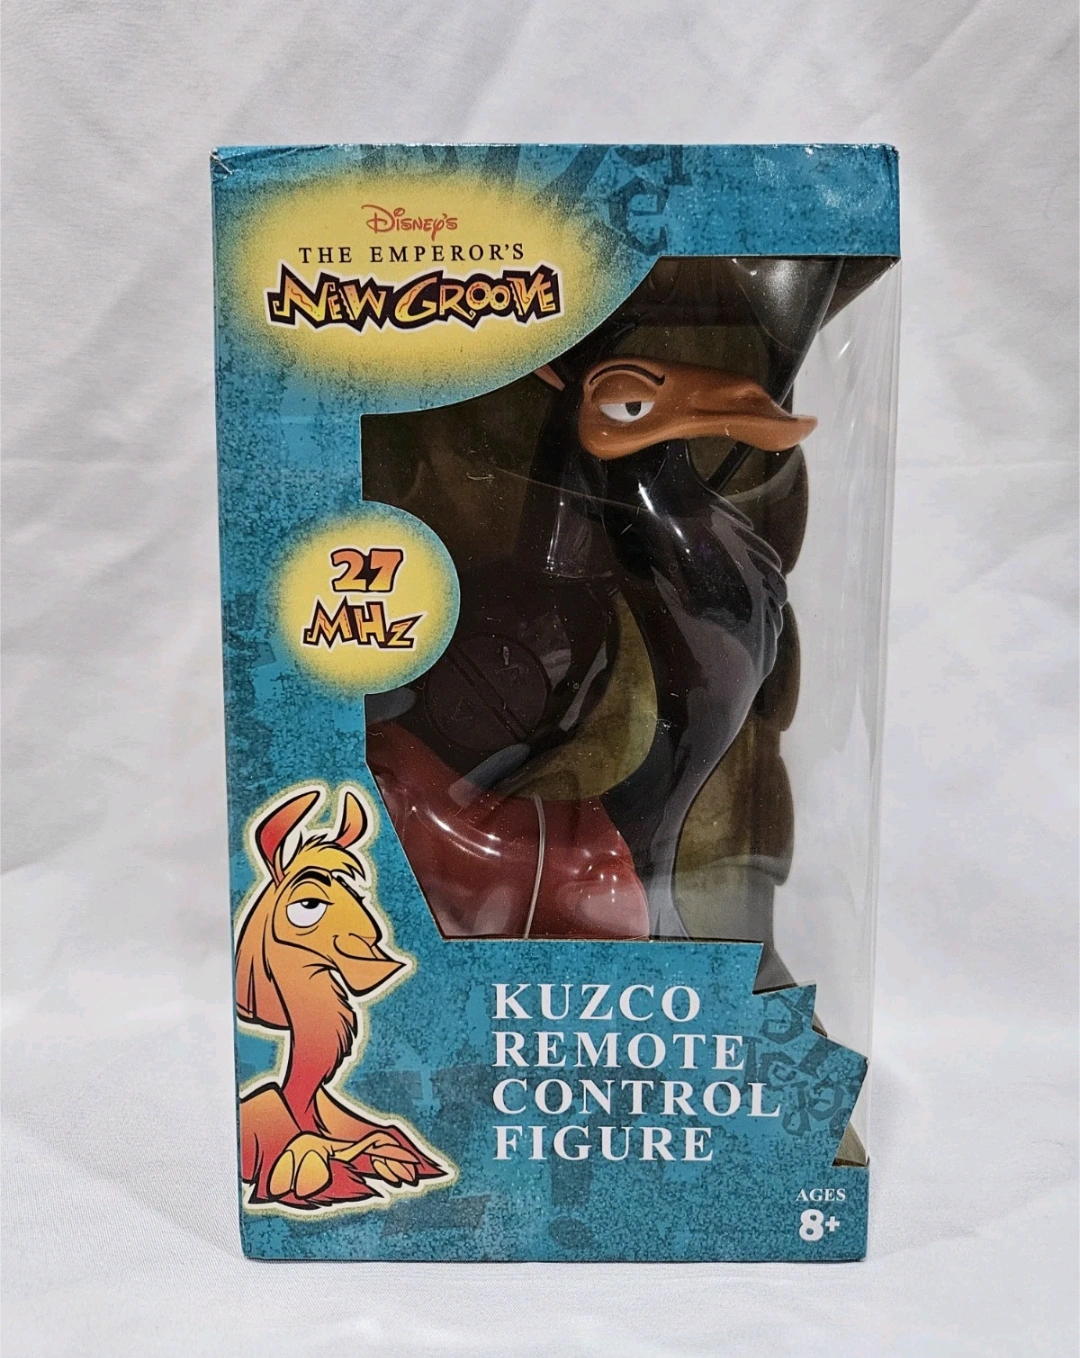 Disney's
THE EMPEROR'S
NEW GROOVE
27
MHz
KUZCO
REMOTE
CONTROL
FIGURE
AGES
8+